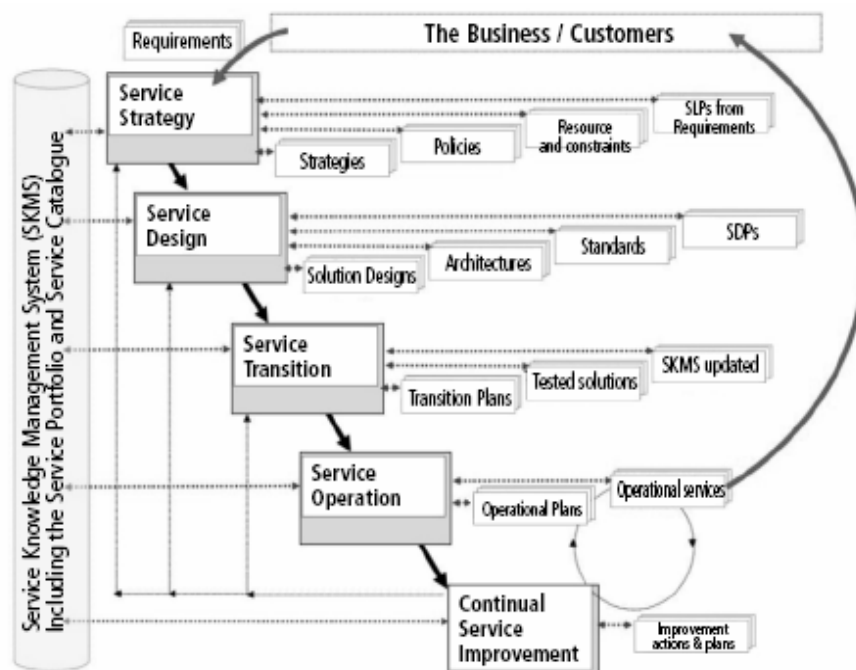 Requirements
The Business / Customers
Service
Strategy
SLPs from
Requirements
Resource
and constraints
Policies
Strategies
Service
Design
SDPs
Standards
Architectures
Solution Designs
Service
Transition
SKMS updated
Tested solutions
Transition Plans
Service
Operation
Operational services
Operational Plans
Continual
Service
Improvement
Improvement
actions & plans
Service Knowledge Management System (SKMS)
Including the Service Portfolio and Service Catalogue